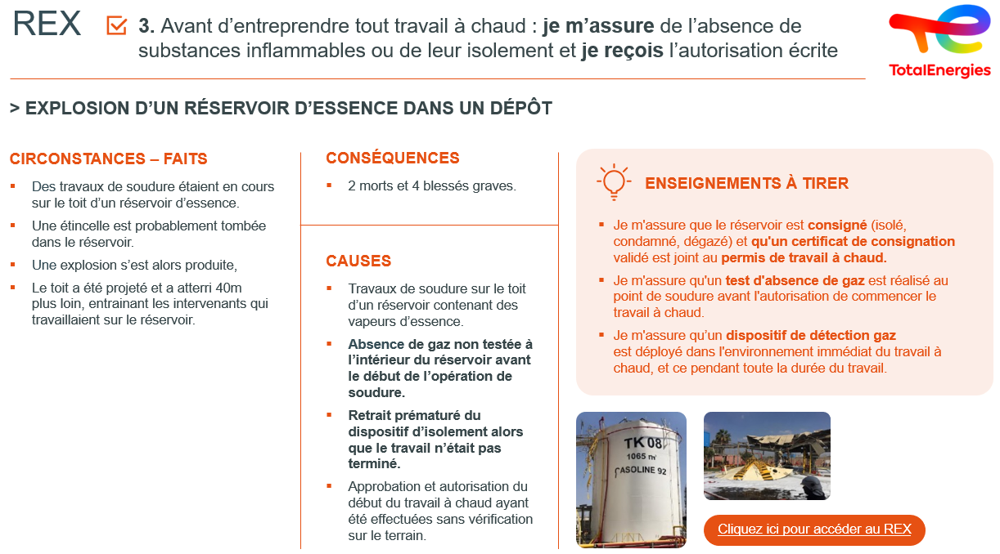 REX
3. Avant d’entreprendre tout travail à chaud : je m’assure de l’absence de
substances inflammables ou de leur isolement et je reçois l’autorisation écrite
TotalEnergies
> EXPLOSION D’UN RÉSERVOIR D’ESSENCE DANS UN DÉPÔT
CIRCONSTANCES – FAITS
Des travaux de soudure étaient en cours
sur le toit d’un réservoir d’essence.
Une étincelle est probablement tombée
dans le réservoir.
Une explosion s’est alors produite,
Le toit a été projeté et a atterri 40m
plus loin, entrainant les intervenants qui
travaillaient sur le réservoir.
CONSÉQUENCES
2 morts et 4 blessés graves.
CAUSES
Travaux de soudure sur le toit
d’un réservoir contenant des
vapeurs d’essence.
Absence de gaz non testée à
l’intérieur du réservoir avant
le début de l’opération de
soudure.
Retrait prématuré du
dispositif d’isolement alors
que le travail n’était pas
terminé.
Approbation et autorisation du
début du travail à chaud ayant
été effectuées sans vérification
sur le terrain.
ENSEIGNEMENTS À TIRER
Je m'assure que le réservoir est consigné (isolé,
condamné, dégazé) et qu'un certificat de consignation
validé est joint au permis de travail à chaud.
Je m'assure qu'un test d'absence de gaz est réalisé au
point de soudure avant l'autorisation de commencer le
travail à chaud.
Je m'assure qu’un dispositif de détection gaz
est déployé dans l'environnement immédiat du travail à
chaud, et ce pendant toute la durée du travail.
TK 08
1065 m³
GASOLINE 92
Cliquez ici pour accéder au REX